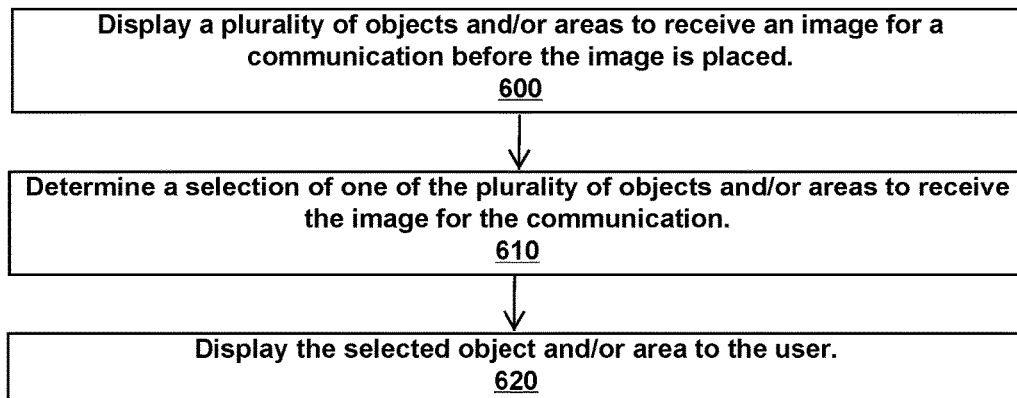 Display a plurality of objects and/or areas to receive an image for a
communication before the image is placed.
600
Determine a selection of one of the plurality of objects and/or areas to receive
the image for the communication.
610
Display the selected object and/or area to the user.
620